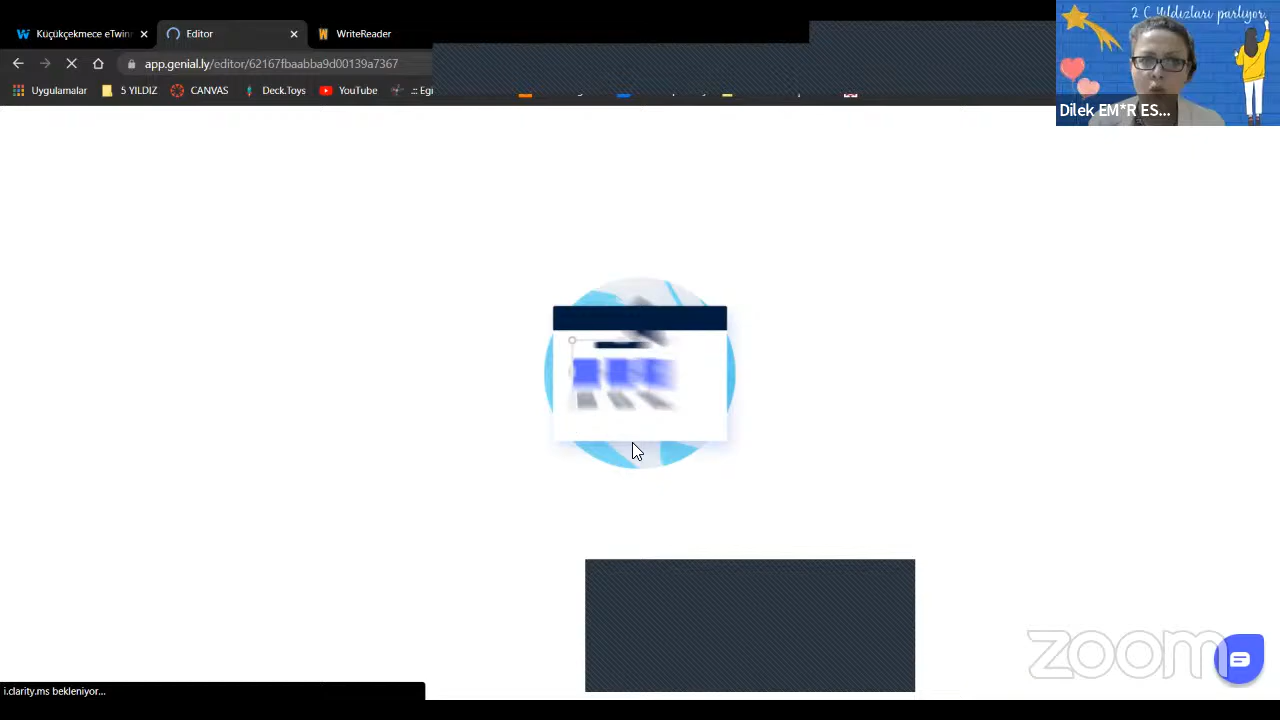 Küçükçekmece eTwin
Editor
WriteReader
app.genial.ly/editor/62167fbaabba9d00139a7367
Uygulamalar
5 YILDIZ
CANVAS
Deck.Toys
YouTube
.:: Eği
2 C Yıldızları parlıyor.
Dilek EM*R ES...
zoom
i.clarity.ms bekleniyor...